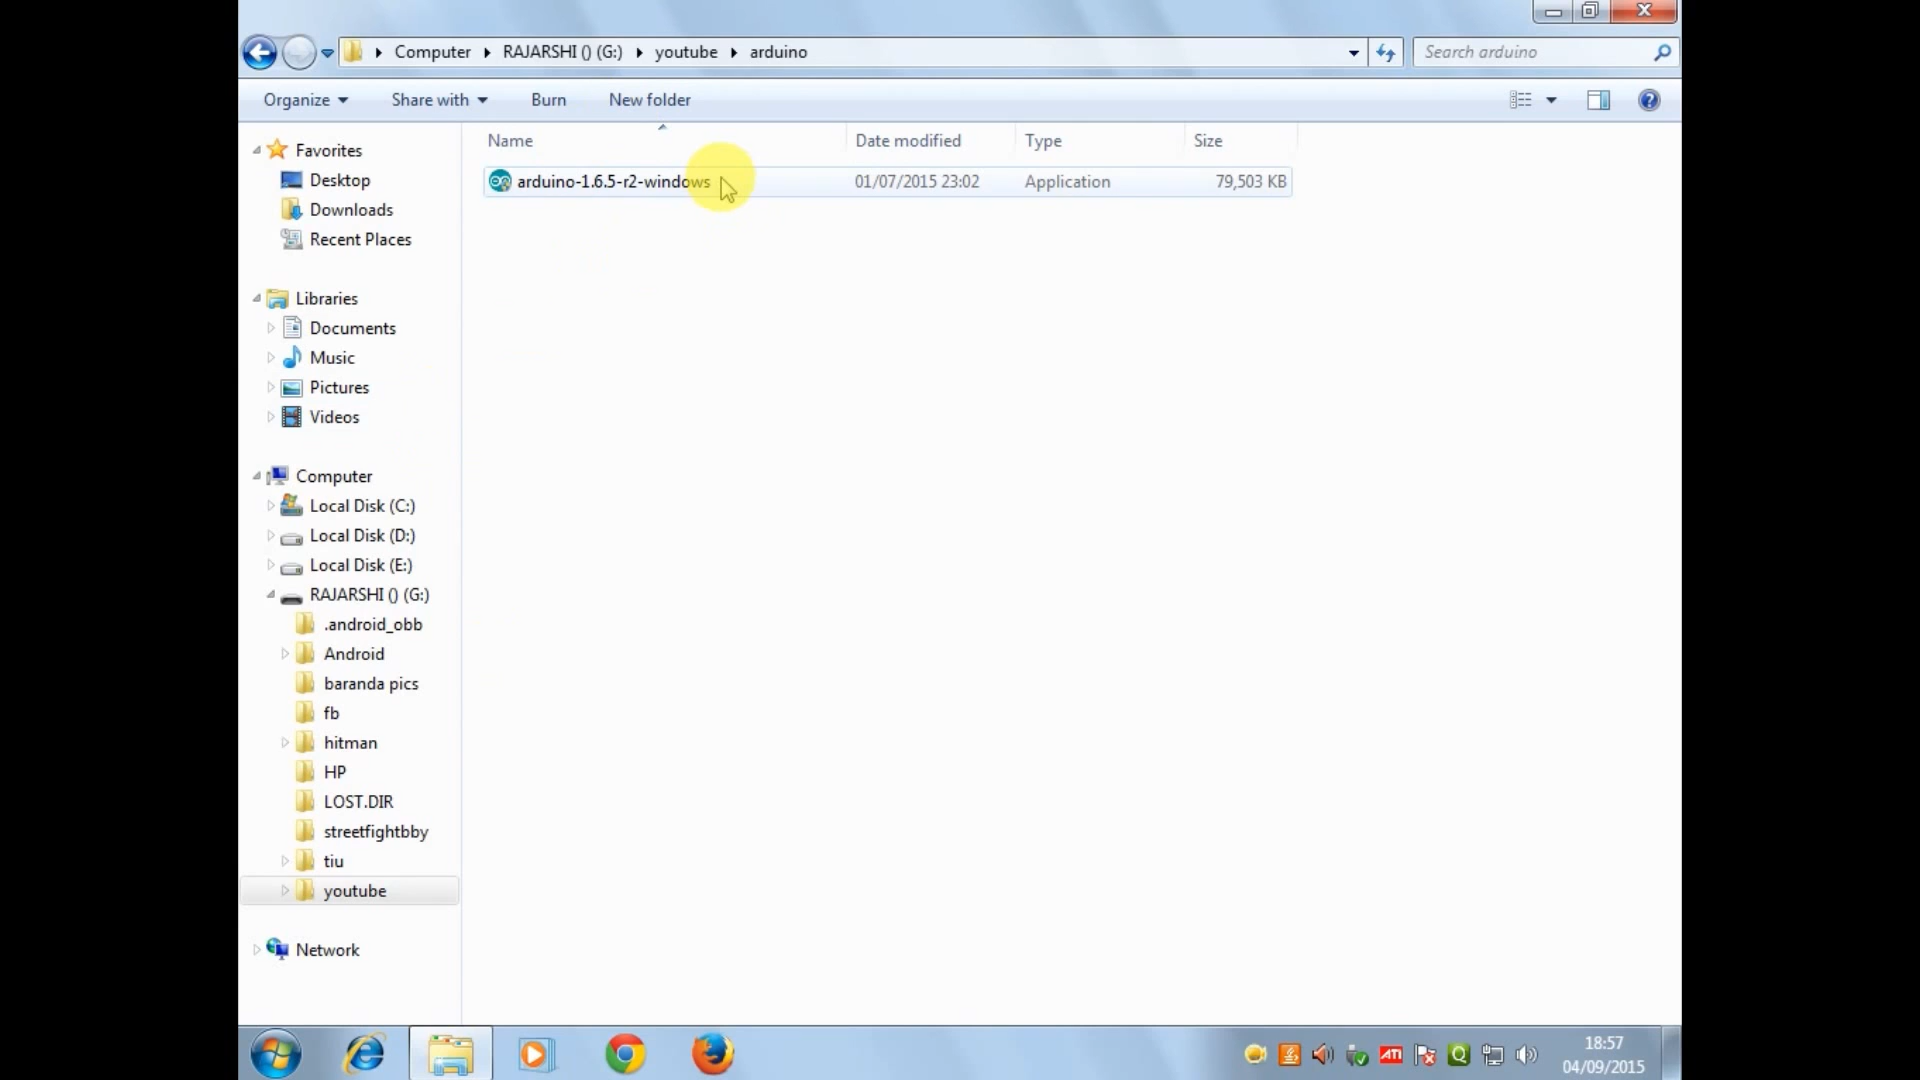 Computer RAJARSHI () (G:) youtube arduino
Search arduino
Organize Share with Burn New folder
Name Date modified Type Size
arduino-1.6.5-r2-windows 01/07/2015 23:02 Application 79,503 KB
Favorites
Desktop
Downloads
Recent Places
Libraries
Documents
Music
Pictures
Videos
Computer
Local Disk (C:)
Local Disk (D:)
Local Disk (E:)
RAJARSHI () (G:)
.android_obb
Android
baranda pics
fb
hitman
HP
LOST.DIR
streetfightbby
tiu
youtube
Network
ATI
18:57
04/09/2015